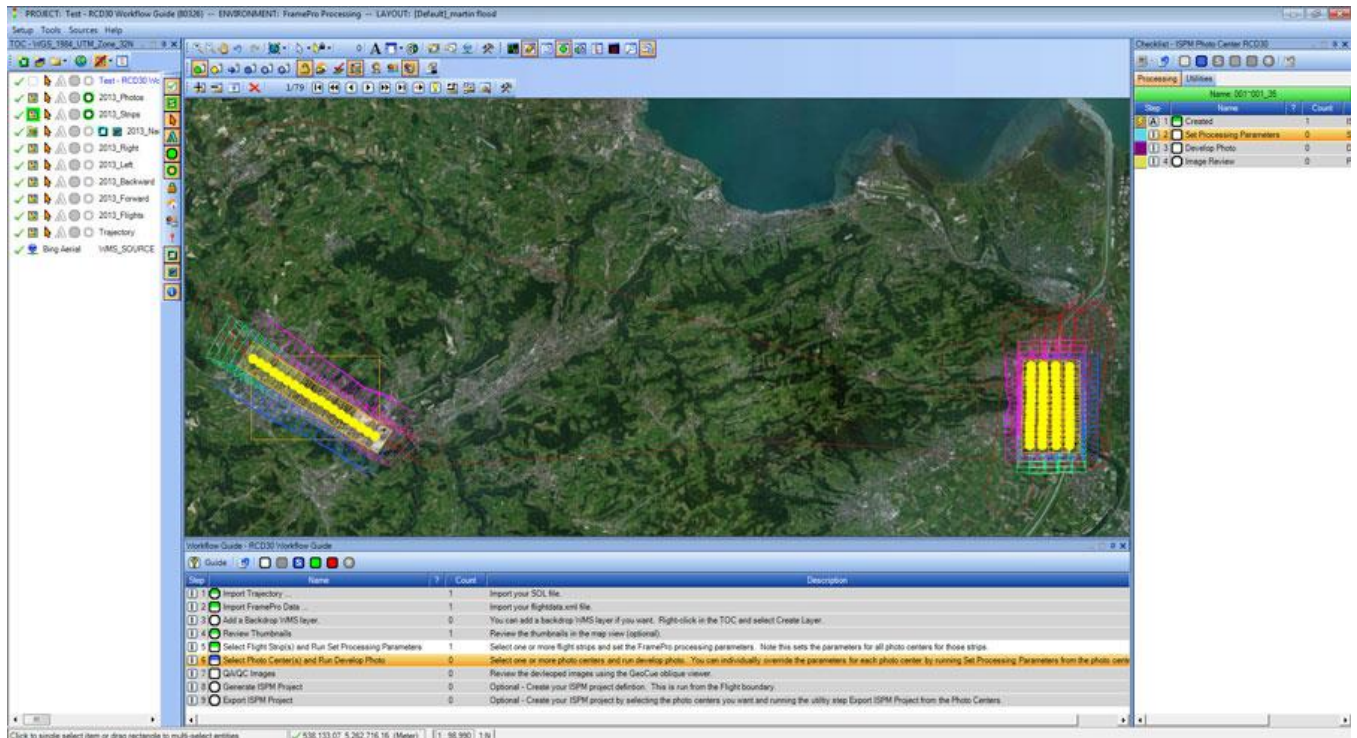 PROJECT: Test - RCD30 Workflow Guide (80326) -- ENVIRONMENT: FramePro Processing -- LAYOUT: [Default]_martin flood
Setup Tools Sources Help
TOC - WGS_1984_UTM_Zone_32N
Test - RCD30 Wo
2013_Photos
2013_Strips
2013_Na
2013_Right
2013_Left
2013_Backward
2013_Forward
2013_Flights
Trajectory
Bing Aerial WMS_SOURCE
1/79
Checklist - ISPM Photo Center RCD30
Processing Utilities
Name: 001*001_35
Step Name ? Count
A 1 Created 1 IS
I 2 Set Processing Parameters 0 S
I 3 Develop Photo 0 D
I 4 Image Review 0 P
Workflow Guide - RCD30 Workflow Guide
Guide
Step Name ? Count Description
I 1 Import Trajectory ... 1 Import your SOL file.
I 2 Import FramePro Data ... 1 Import your flightdata.xml file.
I 3 Add a Backdrop WMS layer. 0 You can add a backdrop WMS layer if you want. Right-click in the TOC and select Create Layer.
I 4 Review Thumbnails 1 Review the thumbnails in the map view (optional).
I 5 Select Flight Strip(s) and Run Set Processing Parameters 1 Select one or more flight strips and set the FramePro processing parameters. Note this sets the parameters for all photo centers for those strips.
I 6 Select Photo Center(s) and Run Develop Photo 0 Select one or more photo centers and run develop photo. You can individually override the parameters for each photo center by running Set Processing Parameters from the photo cente
I 7 QA/QC Images 0 Review the devleoped images using the GeoCue oblique viewer.
I 8 Generate ISPM Project 0 Optional - Create your ISPM project defintion. This is run from the Flight boundary.
I 9 Export ISPM Project 0 Optional - Create your ISPM project by selecting the photo centers you want and running the utility step Export ISPM Project from the Photo Centers.
Click to single select item or drag rectangle to multi-select entities 538,133.07, 5,262,716.16 (Meter) 1 : 98,990 1:N